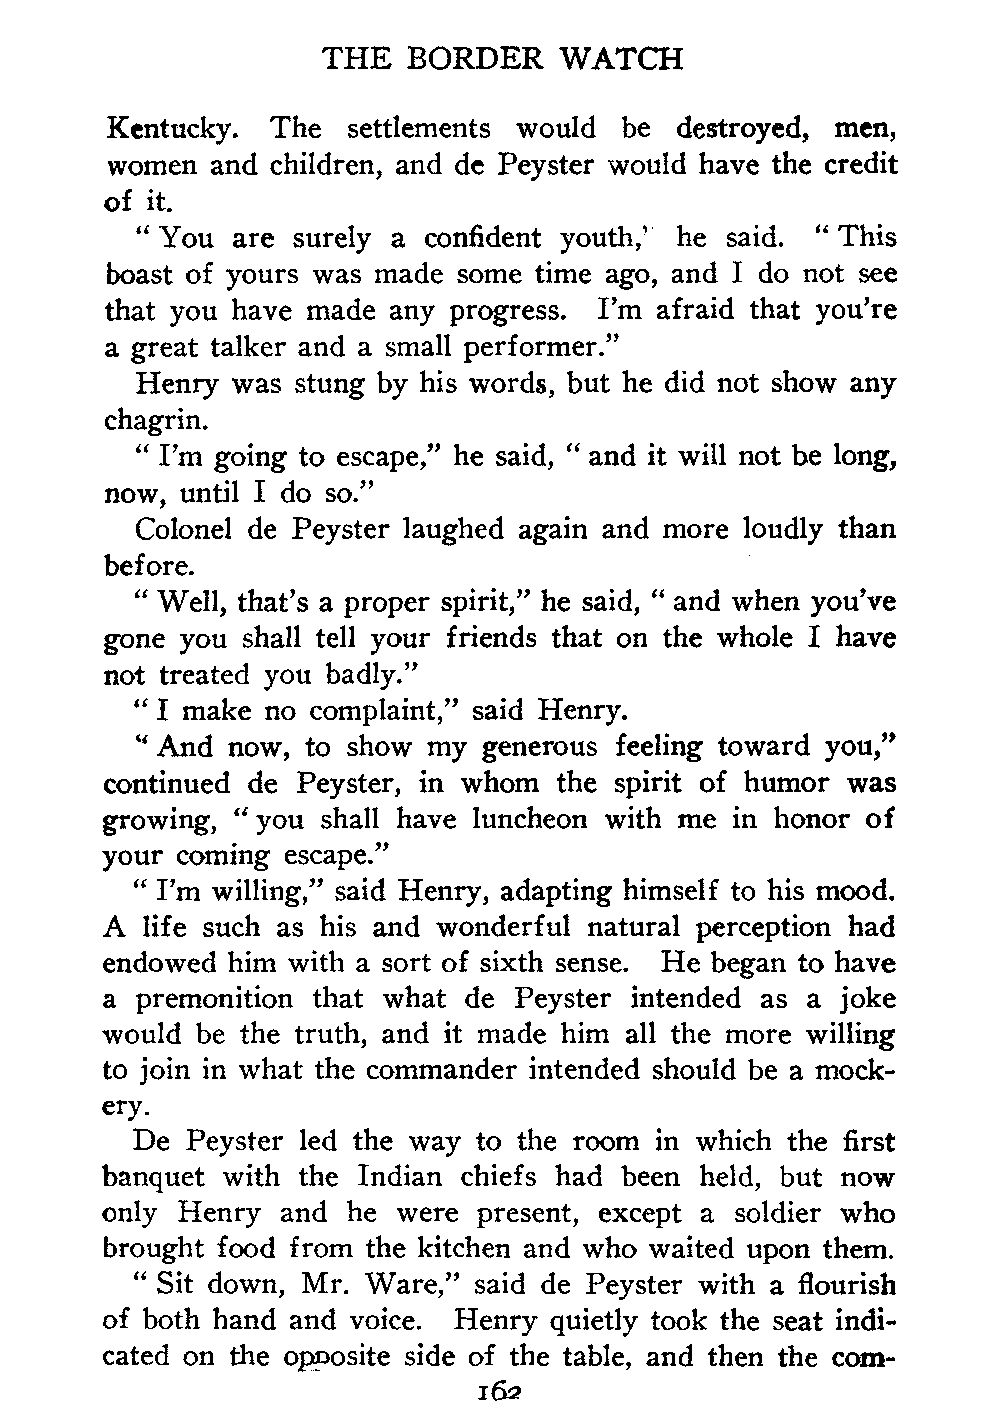 THE BORDER WATCH
Kentucky. The settlements would be destroyed, men,
women and children, and de Peyster would have the credit
of it.
“ You are surely a confident youth,’ he said. “ This
boast of yours was made some time ago, and I do not see
that you have made any progress. I’m afraid that you’re
a great talker and a small performer.”
Henry was stung by his words, but he did not show any
chagrin.
“ I’m going to escape,” he said, “ and it will not be long,
now, until I do so.”
Colonel de Peyster laughed again and more loudly than
before.
“ Well, that’s a proper spirit,” he said, “ and when you’ve
gone you shall tell your friends that on the whole I have
not treated you badly.”
“ I make no complaint,” said Henry.
“ And now, to show my generous feeling toward you,”
continued de Peyster, in whom the spirit of humor was
growing, “ you shall have luncheon with me in honor of
your coming escape.”
“ I’m willing,” said Henry, adapting himself to his mood.
A life such as his and wonderful natural perception had
endowed him with a sort of sixth sense. He began to have
a premonition that what de Peyster intended as a joke
would be the truth, and it made him all the more willing
to join in what the commander intended should be a mock-
ery.
De Peyster led the way to the room in which the first
banquet with the Indian chiefs had been held, but now
only Henry and he were present, except a soldier who
brought food from the kitchen and who waited upon them.
“ Sit down, Mr. Ware,” said de Peyster with a flourish
of both hand and voice. Henry quietly took the seat indi-
cated on the opposite side of the table, and then the com-
162